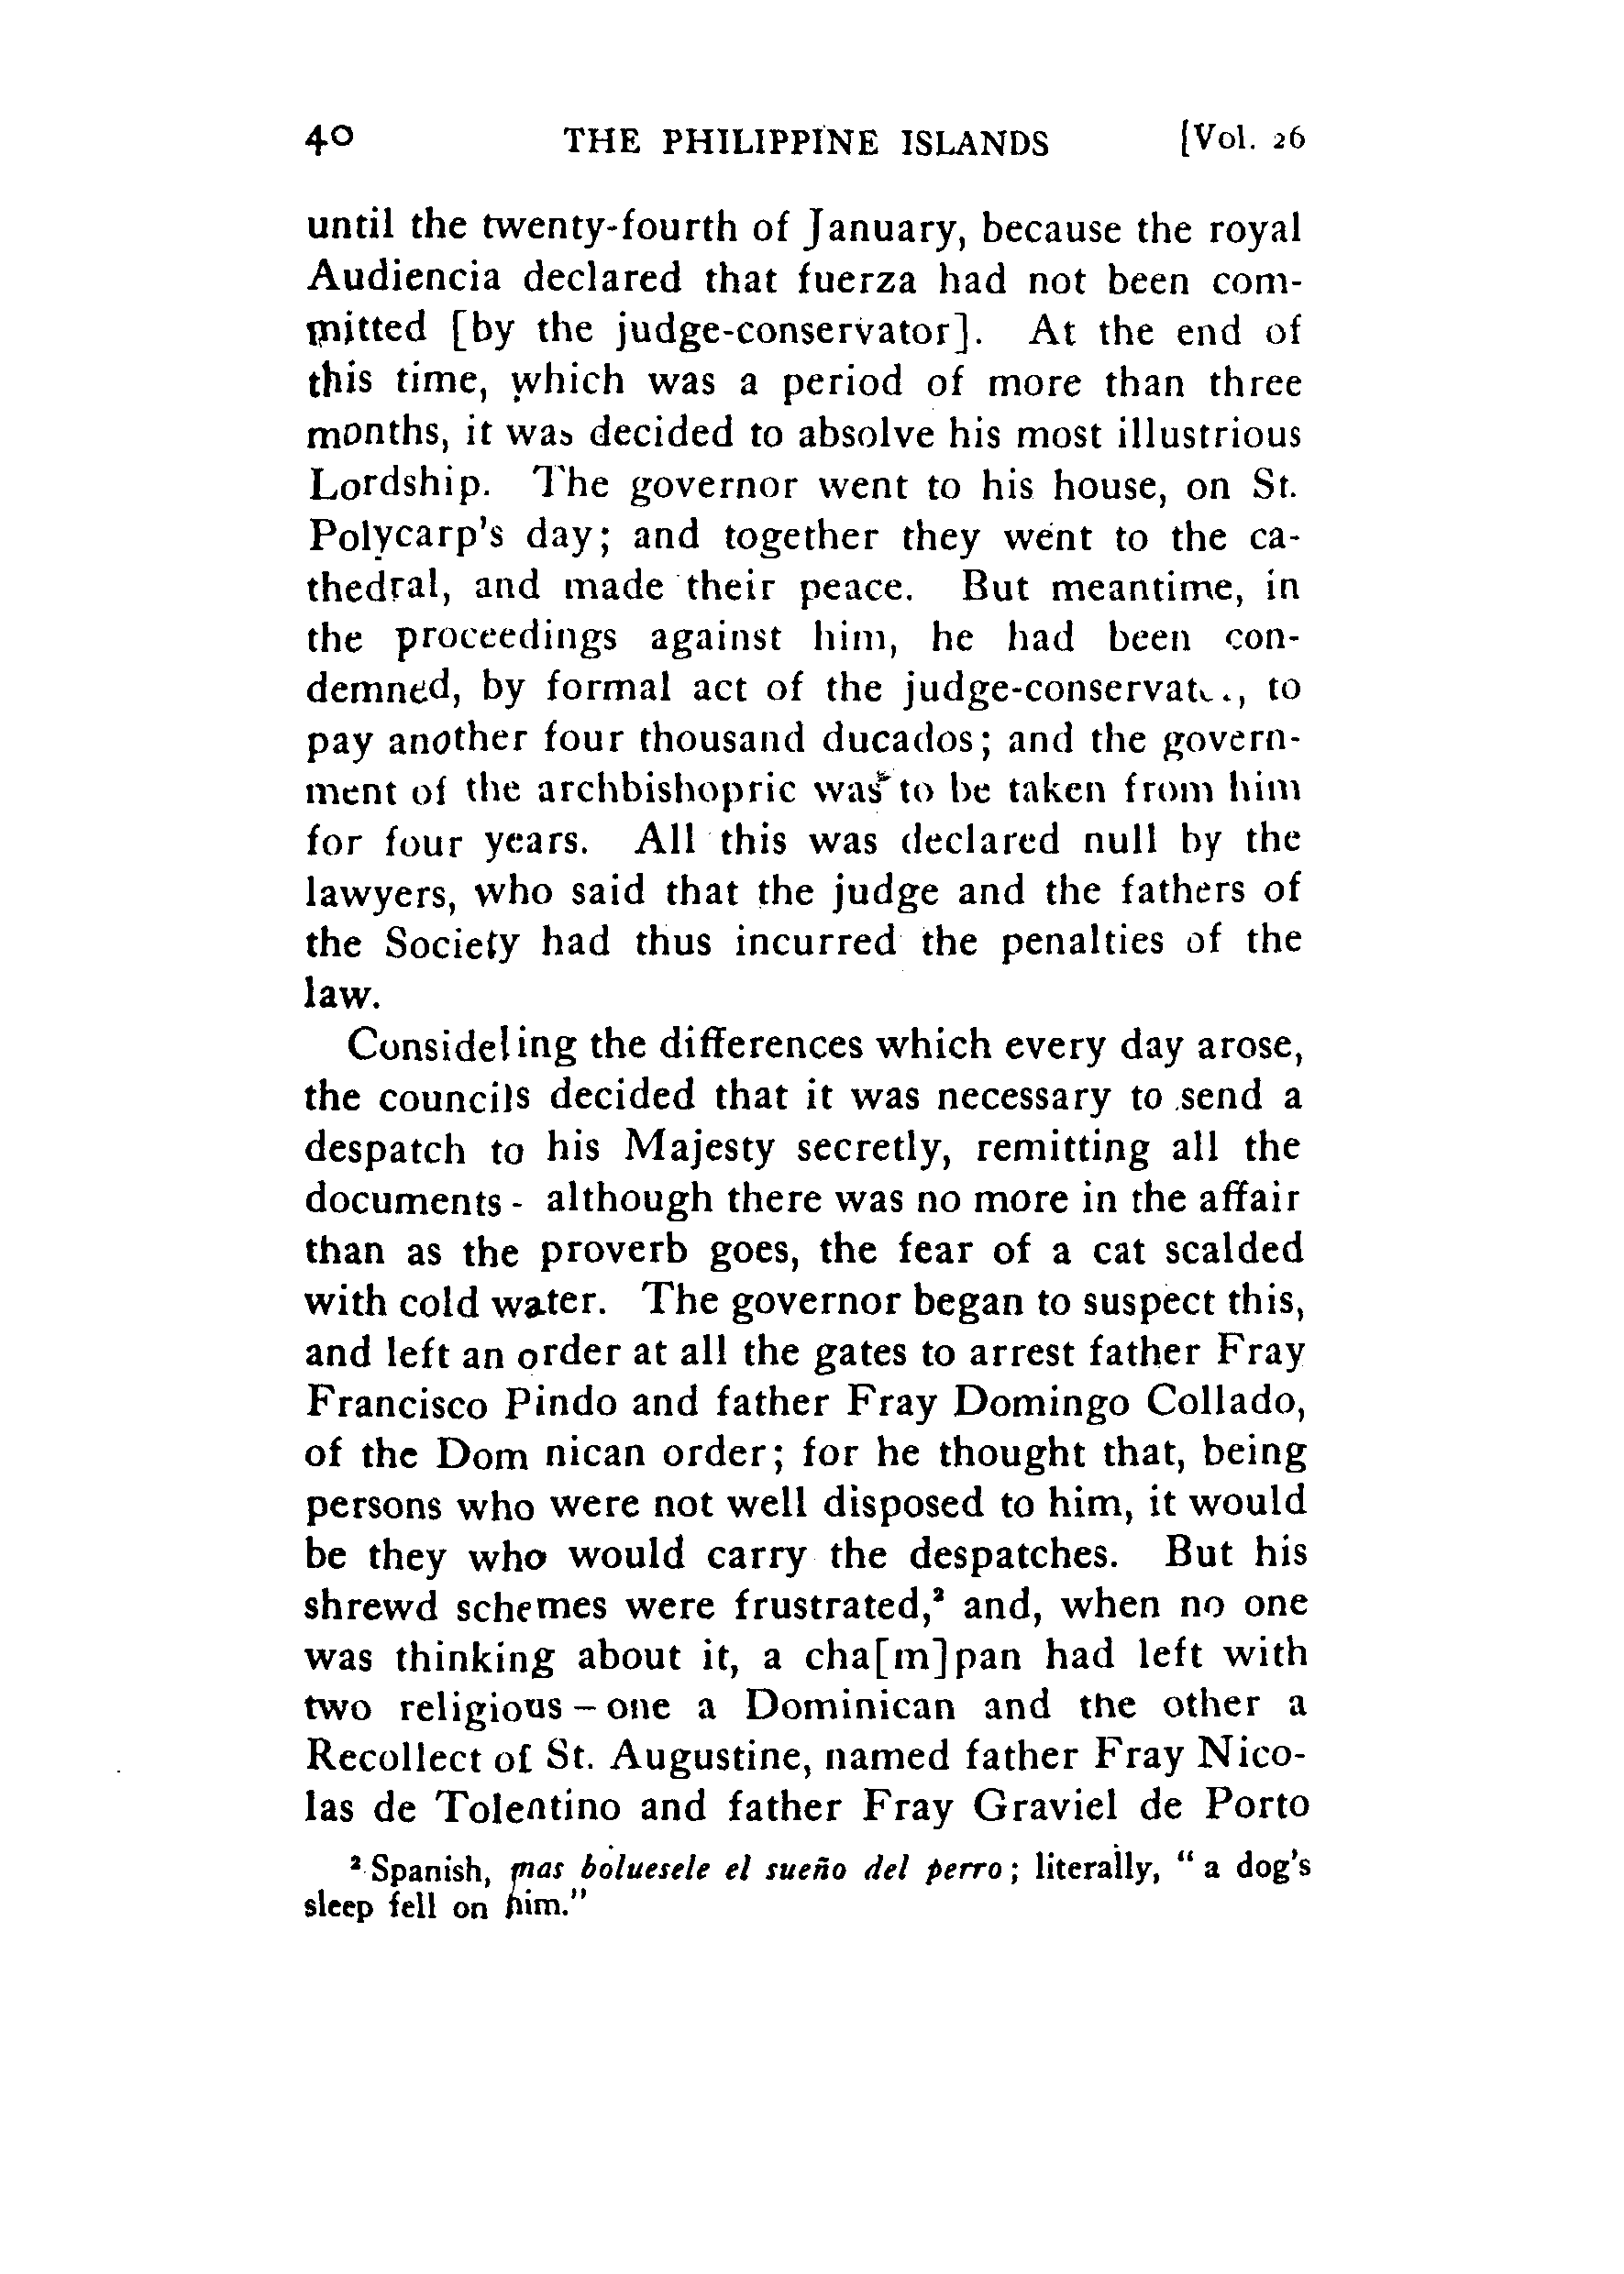 40 THE PHILIPPINE ISLANDS [Vol. 26
until the twenty-fourth of January, because the royal
Audiencia declared that fuerza had not been com-
mitted [by the judge-conservator]. At the end of
this time, which was a period of more than three
months, it was decided to absolve his most illustrious
Lordship. The governor went to his house, on St.
Polycarp's day; and together they went to the ca-
thedral, and made their peace. But meantime, in
the proceedings against him, he had been con-
demned, by formal act of the judge-conservat.., to
pay another four thousand ducados; and the govern-
ment of the archbishopric was to be taken from him
for four years. All this was declared null by the
lawyers, who said that the judge and the fathers of
the Society had thus incurred the penalties of the
law.
Considering the differences which every day arose,
the councils decided that it was necessary to send a
despatch to his Majesty secretly, remitting all the
documents - although there was no more in the affair
than as the proverb goes, the fear of a cat scalded
with cold water. The governor began to suspect this,
and left an order at all the gates to arrest father Fray
Francisco Pindo and father Fray Domingo Collado,
of the Dom nican order; for he thought that, being
persons who were not well disposed to him, it would
be they who would carry the despatches. But his
shrewd schemes were frustrated,² and, when no one
was thinking about it, a cha[m]pan had left with
two religious – one a Dominican and the other a
Recollect of St. Augustine, named father Fray Nico-
las de Tolentino and father Fray Graviel de Porto
² Spanish, mas boluesele el sueño del perro; literally, "a dog's
sleep fell on him."